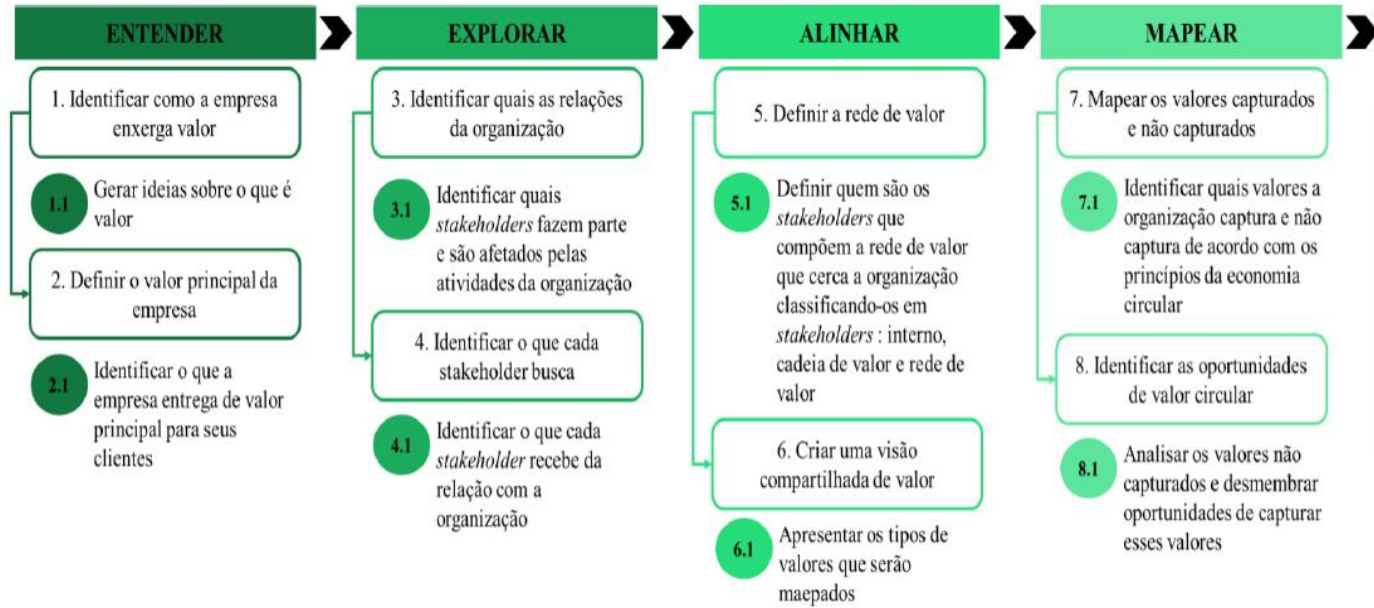 ENTENDER
1. Identificar como a empresa
enxerga valor
1.1
Gerar ideias sobre o que é
valor
2. Definir o valor principal da
empresa
2.1
Identificar o que a
empresa entrega de valor
principal para seus
clientes
EXPLORAR
3. Identificar quais as relações
da organização
3.1
Identificar quais
stakeholders fazem parte
e são afetados pelas
atividades da organização
4. Identificar o que cada
stakeholder busca
4.1
Identificar o que cada
stakeholder recebe da
relação com a
organização
ALINHAR
5. Definir a rede de valor
5.1
Definir quem são os
stakeholders que
compõem a rede de valor
que cerca a organização
classificando-os em
stakeholders : interno,
cadeia de valor e rede de
valor
6. Criar uma visão
compartilhada de valor
6.1
Apresentar os tipos de
valores que serão
maepados
MAPEAR
7. Mapear os valores capturados
e não capturados
7.1
Identificar quais valores a
organização captura e não
captura de acordo com os
princípios da economia
circular
8. Identificar as oportunidades
de valor circular
8.1
Analisar os valores não
capturados e desmembrar
oportunidades de capturar
esses valores